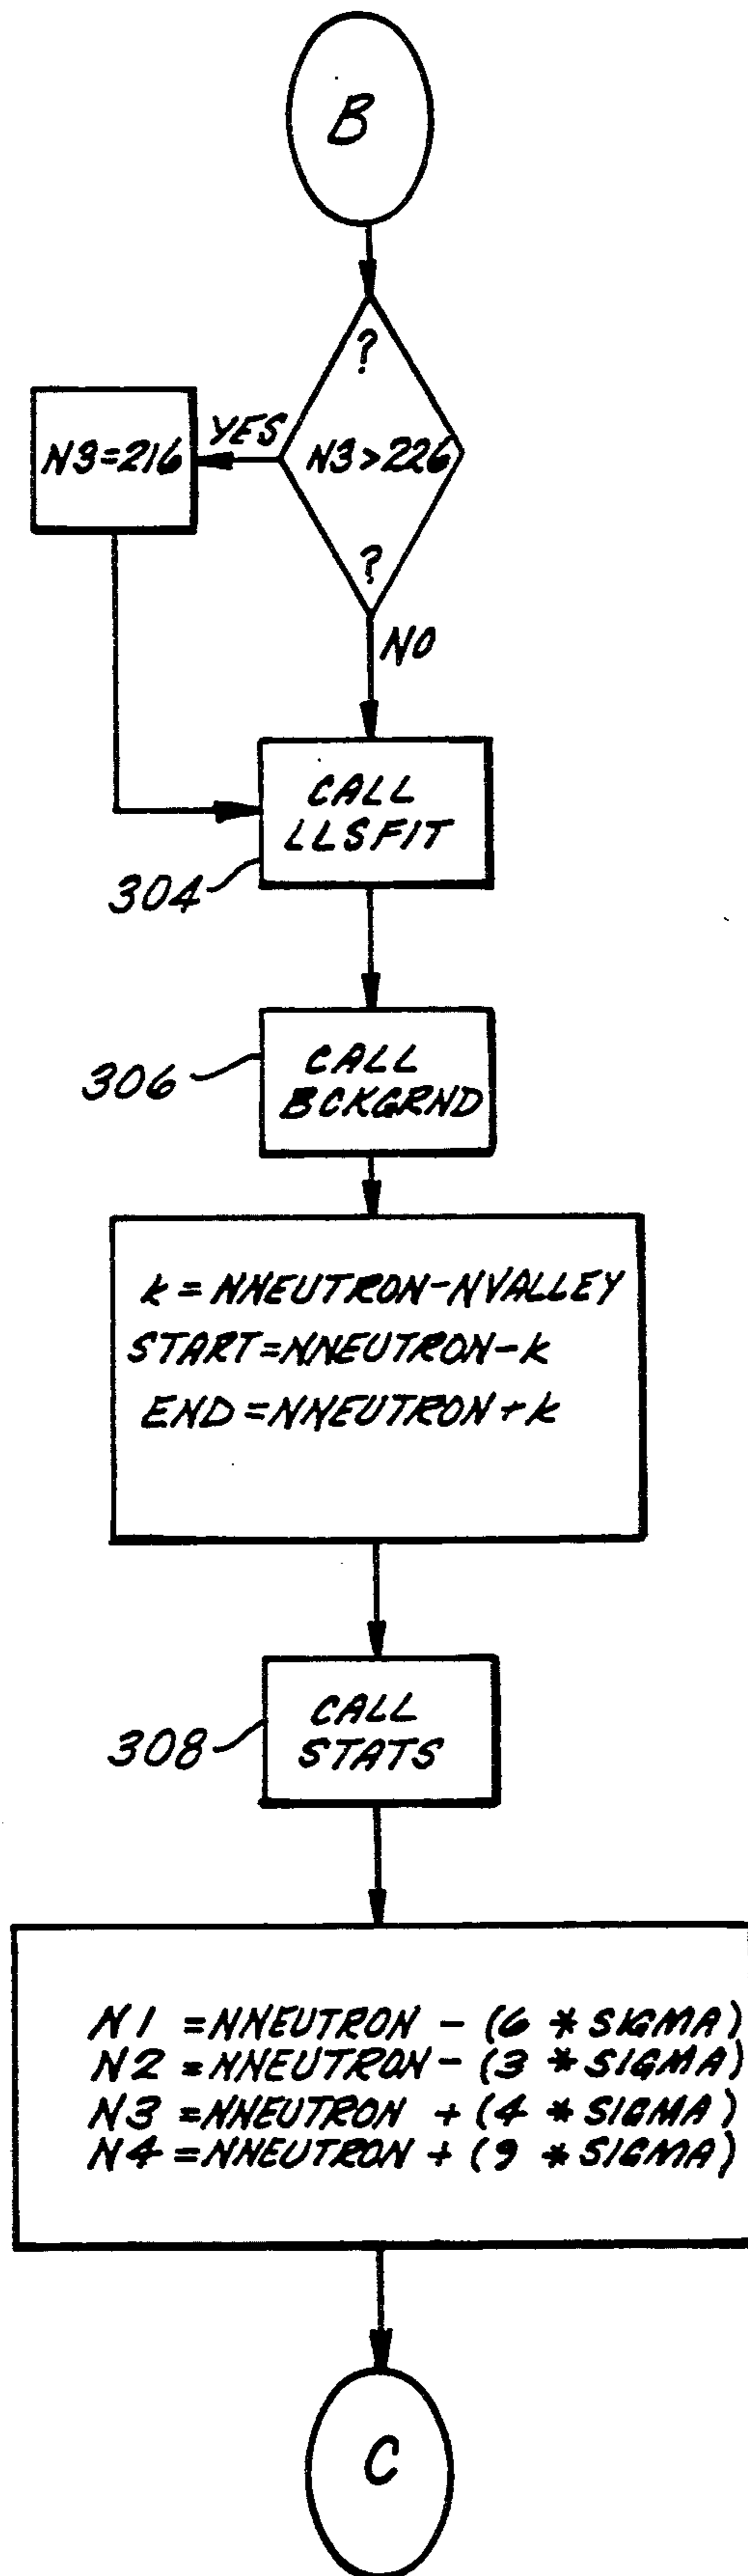 B
?
N3>226
?
YES
N3=216
NO
CALL
LLSFIT
304
CALL
BCKGRND
306
k=NNEUTRON-NVALLEY
START=NNEUTRON-k
END=NNEUTRON+k
CALL
STATS
308
N1 =NNEUTRON - (6 * SIGMA)
N2 =NNEUTRON - (3 * SIGMA)
N3 =NNEUTRON + (4 * SIGMA)
N4 =NNEUTRON + (9 * SIGMA)
C